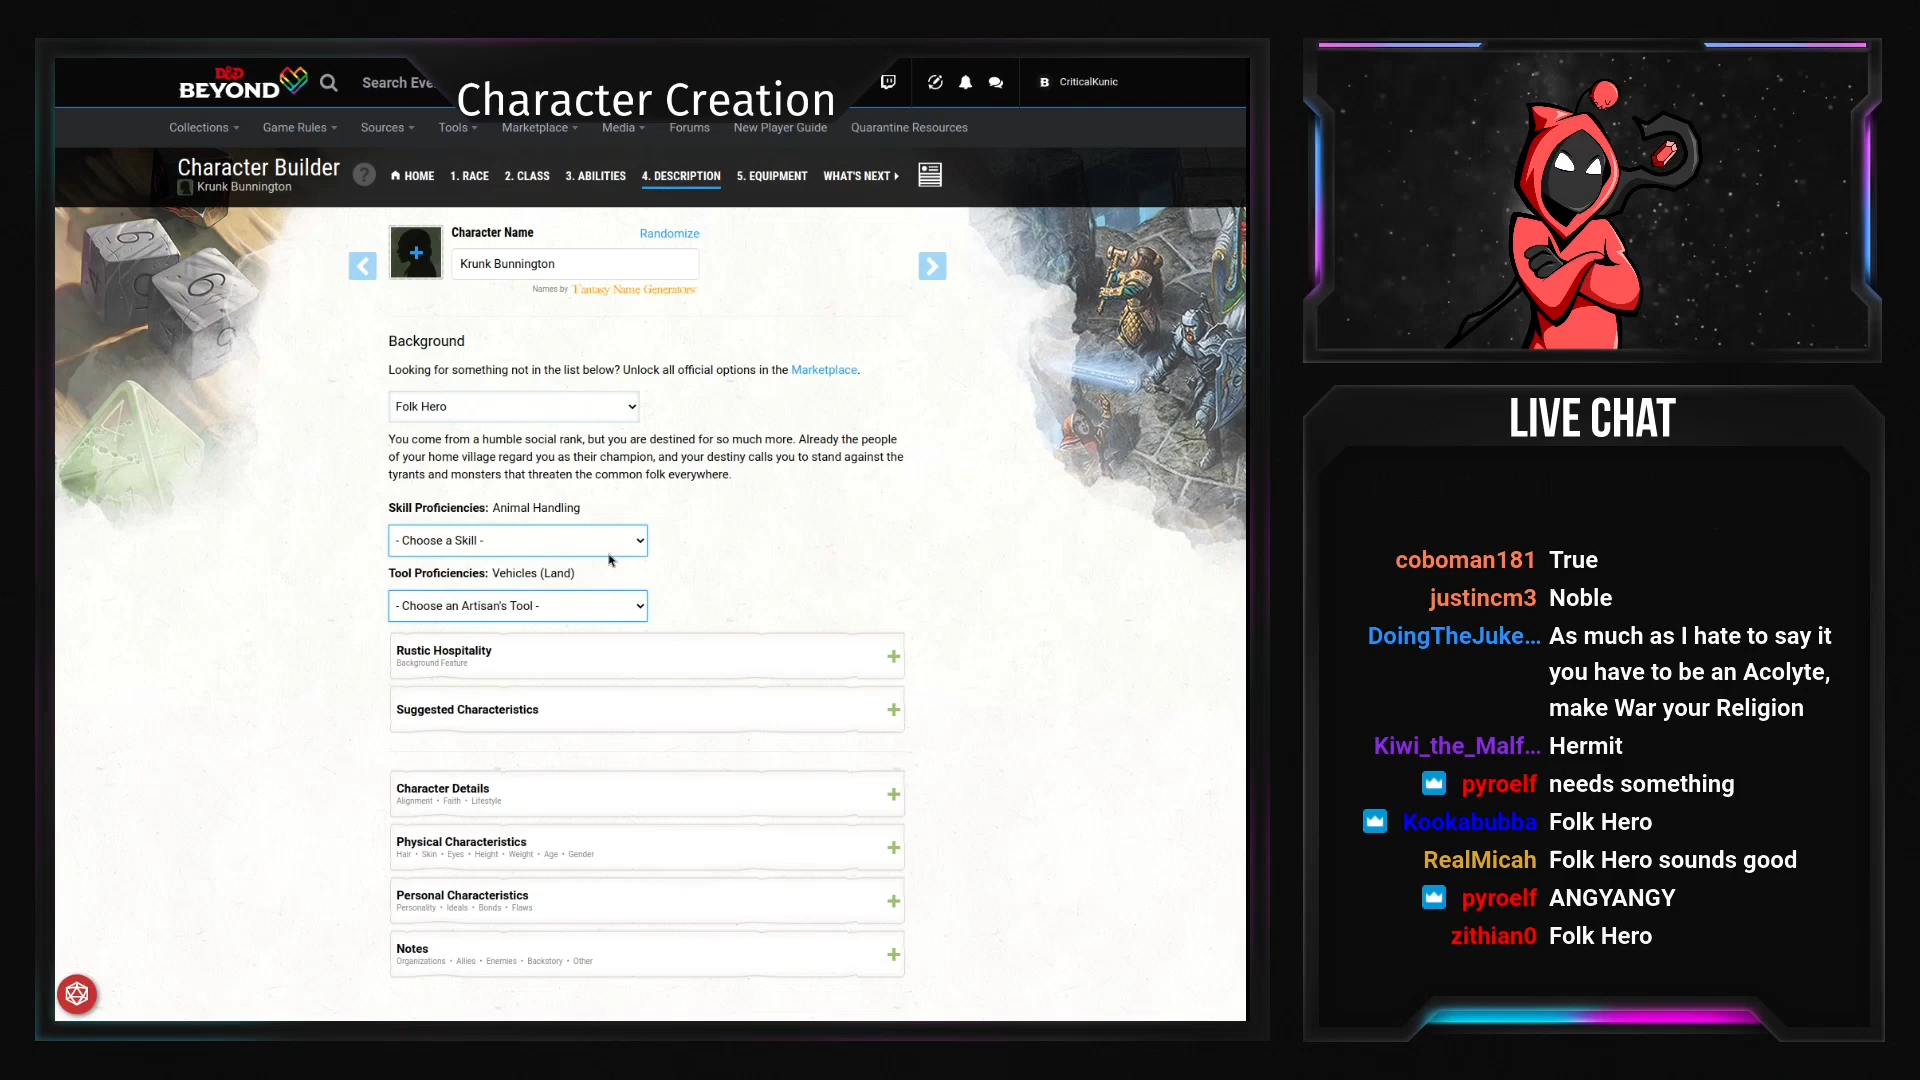 D&D
BEYOND
Search Eve
Character Creation
CriticalKunic
Collections
Game Rules
Sources
Tools
Marketplace
Media
Forums
New Player Guide
Quarantine Resources
Character Builder
Krunk Bunnington
?
HOME
1. RACE
2. CLASS
3. ABILITIES
4. DESCRIPTION
5. EQUIPMENT
WHAT'S NEXT
Character Name
Randomize
Krunk Bunnington
Names by Fantasy Name Generators
Background
Looking for something not in the list below? Unlock all official options in the Marketplace.
Folk Hero
You come from a humble social rank, but you are destined for so much more. Already the people
of your home village regard you as their champion, and your destiny calls you to stand against the
tyrants and monsters that threaten the common folk everywhere.
Skill Proficiencies: Animal Handling
- Choose a Skill -
Tool Proficiencies: Vehicles (Land)
- Choose an Artisan's Tool -
Rustic Hospitality
Background Feature
Suggested Characteristics
Character Details
Alignment • Faith • Lifestyle
Physical Characteristics
Hair • Skin • Eyes • Height • Weight • Age • Gender
Personal Characteristics
Personality • Ideals • Bonds • Flaws
Notes
Organizations • Allies • Enemies • Backstory • Other
LIVE CHAT
coboman181 True
justincm3 Noble
DoingTheJuke... As much as I hate to say it
you have to be an Acolyte,
make War your Religion
Kiwi_the_Malf... Hermit
pyroelf needs something
Kookabubba Folk Hero
RealMicah Folk Hero sounds good
pyroelf ANGYANGY
zithian0 Folk Hero